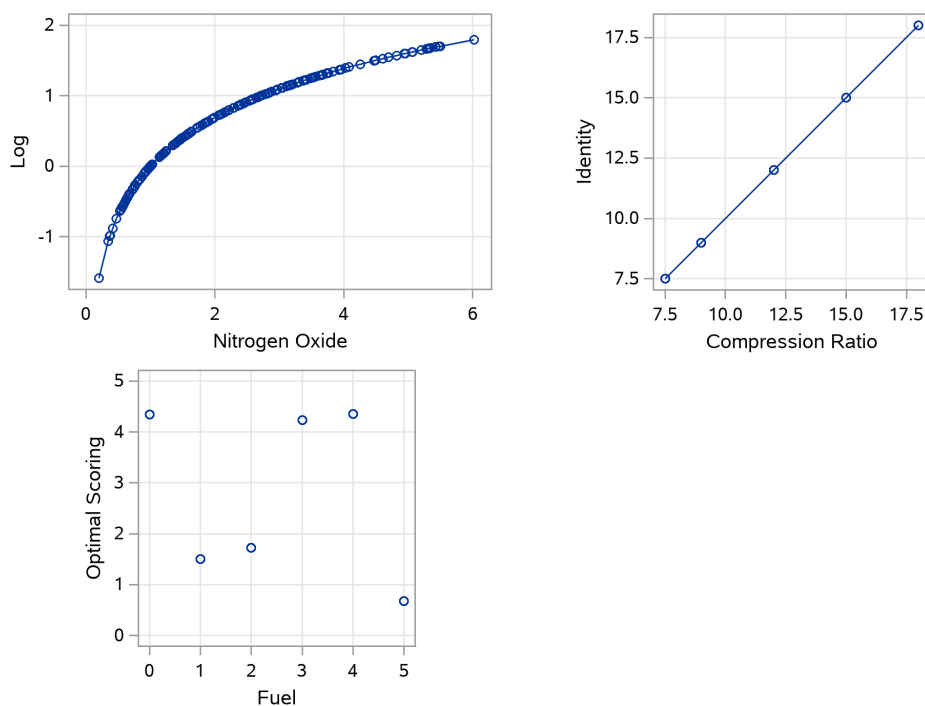 2
1
0
-1
Log
0 2 4 6
Nitrogen Oxide
17.5
15.0
12.5
10.0
7.5
Identity
7.5 10.0 12.5 15.0 17.5
Compression Ratio
5
4
3
2
1
0
Optimal Scoring
0 1 2 3 4 5
Fuel